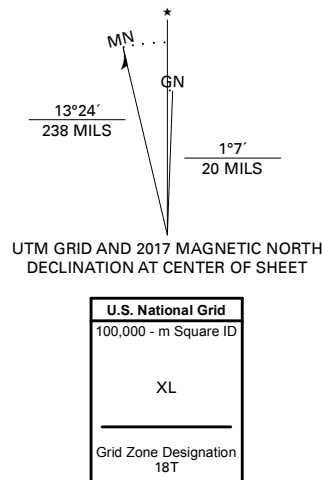 ★
MN
GN
13°24´
238 MILS
1°7´
20 MILS
UTM GRID AND 2017 MAGNETIC NORTH
DECLINATION AT CENTER OF SHEET
U.S. National Grid
100,000 - m Square ID
XL
Grid Zone Designation
18T